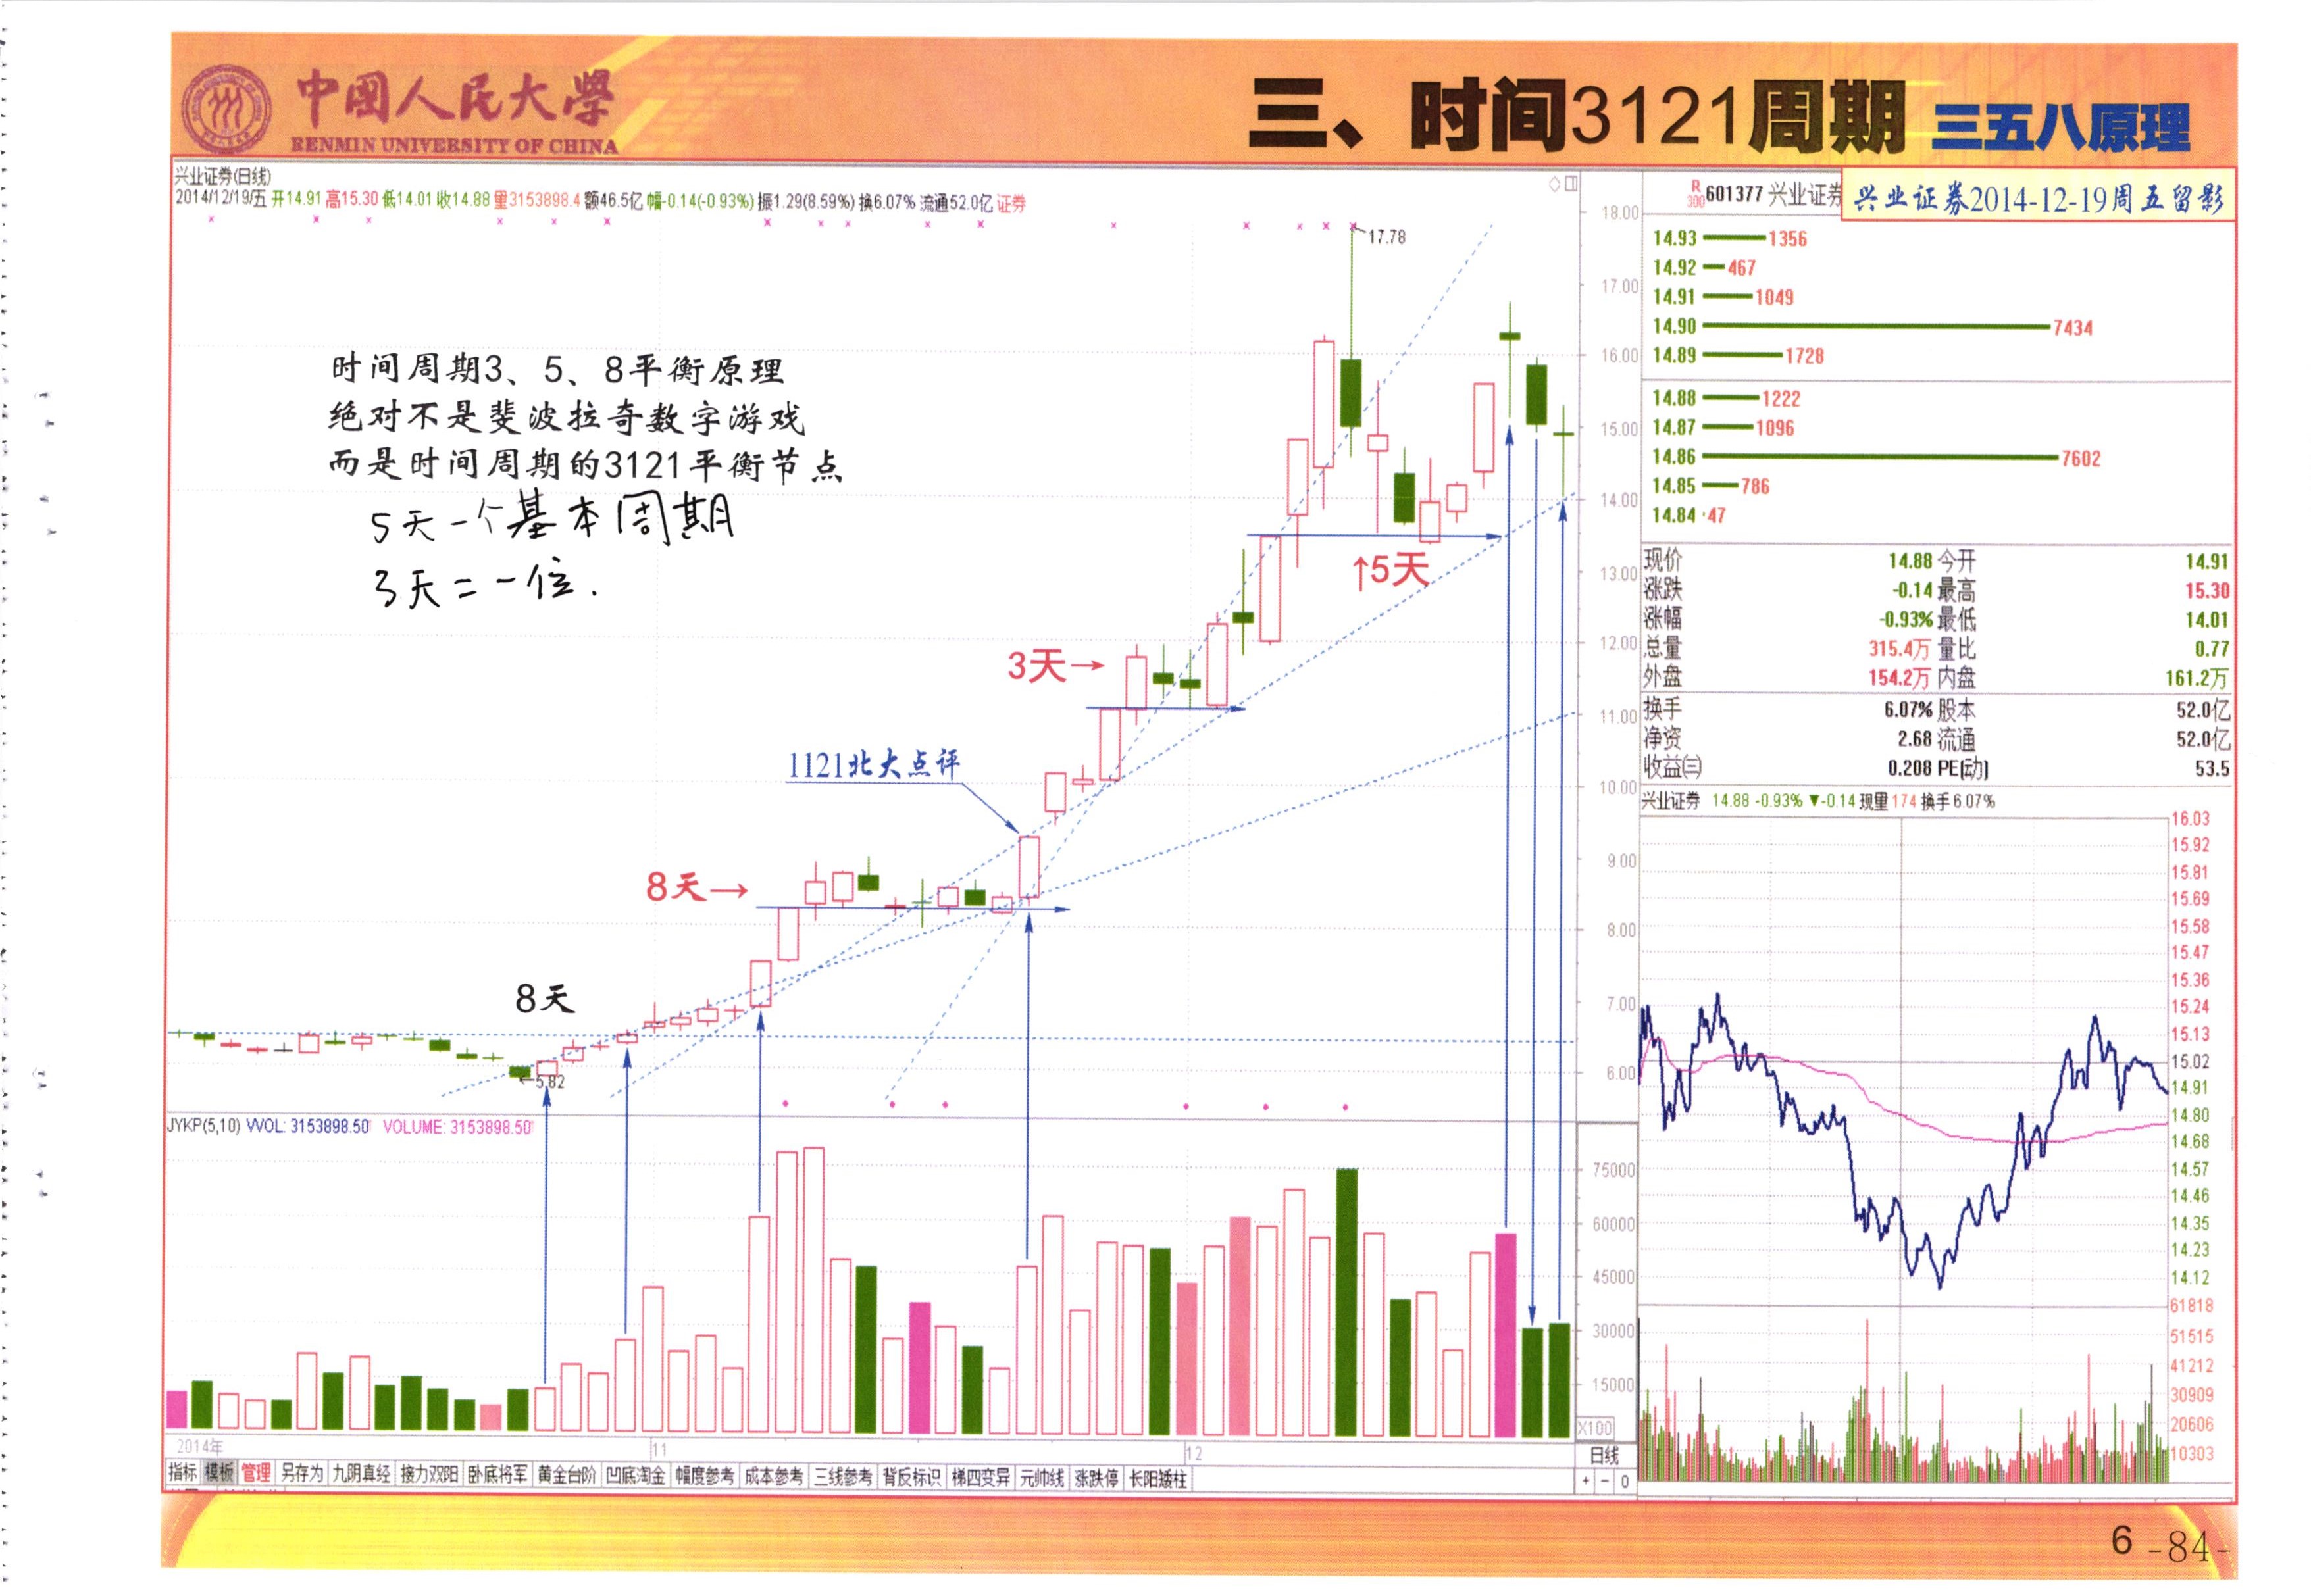 中國人民大學
RENMIN UNIVERSITY OF CHINA
三、时间3121周期 三五八原理
兴业证券(日线)
2014/12/19/五 开14.91 高15.30 低14.01 收14.88 量3153898.4 额46.5亿 幅-0.14(-0.93%) 振1.29(8.59%) 换6.07% 流通52.0亿 证券
17.78
时间周期3、5、8平衡原理
绝对不是斐波拉奇数字游戏
而是时间周期的3121平衡节点
5天一个基本周期
3天=一位.
↑5天
3天→
1121北大点评
8天→
8天
←5.82
18.00
17.00
16.00
15.00
14.00
13.00
12.00
11.00
10.00
9.00
8.00
7.00
6.00
JYKP(5,10) VVOL: 3153898.50↑ VOLUME: 3153898.50↑
75000
60000
45000
30000
15000
X100
2014年 11 12 日线
指标 模板 管理 另存为 九阴真经 接力双阳 卧底将军 黄金台阶 凹底淘金 幅度参考 成本参考 三线参考 背反标识 梯四变异 元帅线 涨跌停 长阳矮柱
+ - 0
R
300
601377 兴业证券
兴业证券2014-12-19周五留影
14.93 1356
14.92 467
14.91 1049
14.90 7434
14.89 1728
14.88 1222
14.87 1096
14.86 7602
14.85 786
14.84 47
现价 14.88 今开 14.91
涨跌 -0.14 最高 15.30
涨幅 -0.93% 最低 14.01
总量 315.4万 量比 0.77
外盘 154.2万 内盘 161.2万
换手 6.07% 股本 52.0亿
净资 2.68 流通 52.0亿
收益(三) 0.208 PE(动) 53.5
兴业证券 14.88 -0.93% ▼-0.14 现量 174 换手 6.07%
16.03
15.92
15.81
15.69
15.58
15.47
15.36
15.24
15.13
15.02
14.91
14.80
14.68
14.57
14.46
14.35
14.23
14.12
61818
51515
41212
30909
20606
10303
6 -84-